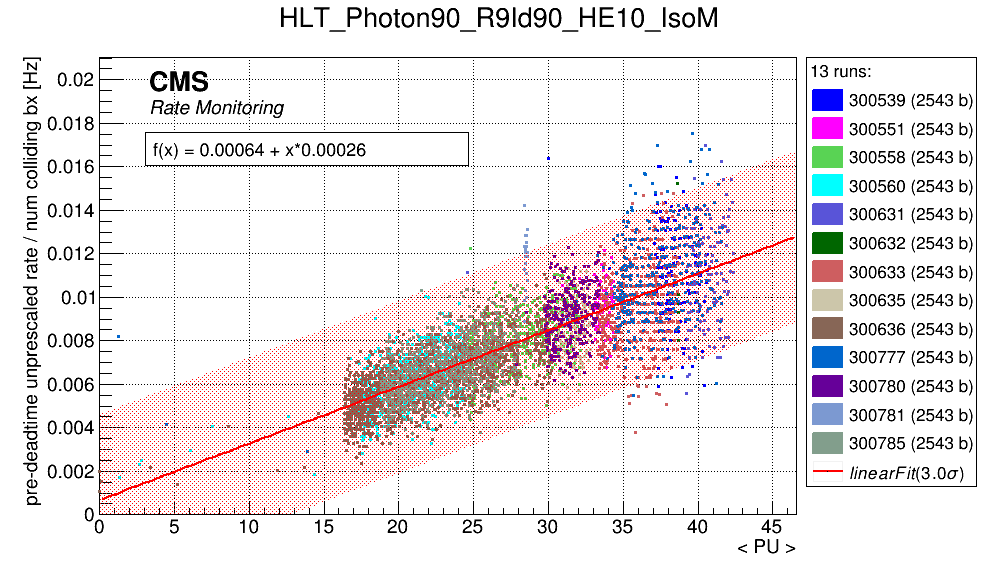 HLT_Photon90_R9Id90_HE10_IsoM
pre-deadtime unprescaled rate / num colliding bx [Hz]
CMS
Rate Monitoring
f(x) = 0.00064 + x*0.00026
0.02
0.018
0.016
0.014
0.012
0.01
0.008
0.006
0.004
0.002
0
0 5 10 15 20 25 30 35 40 45
< PU >
13 runs:
300539 (2543 b)
300551 (2543 b)
300558 (2543 b)
300560 (2543 b)
300631 (2543 b)
300632 (2543 b)
300633 (2543 b)
300635 (2543 b)
300636 (2543 b)
300777 (2543 b)
300780 (2543 b)
300781 (2543 b)
300785 (2543 b)
linearFit(3.0σ)